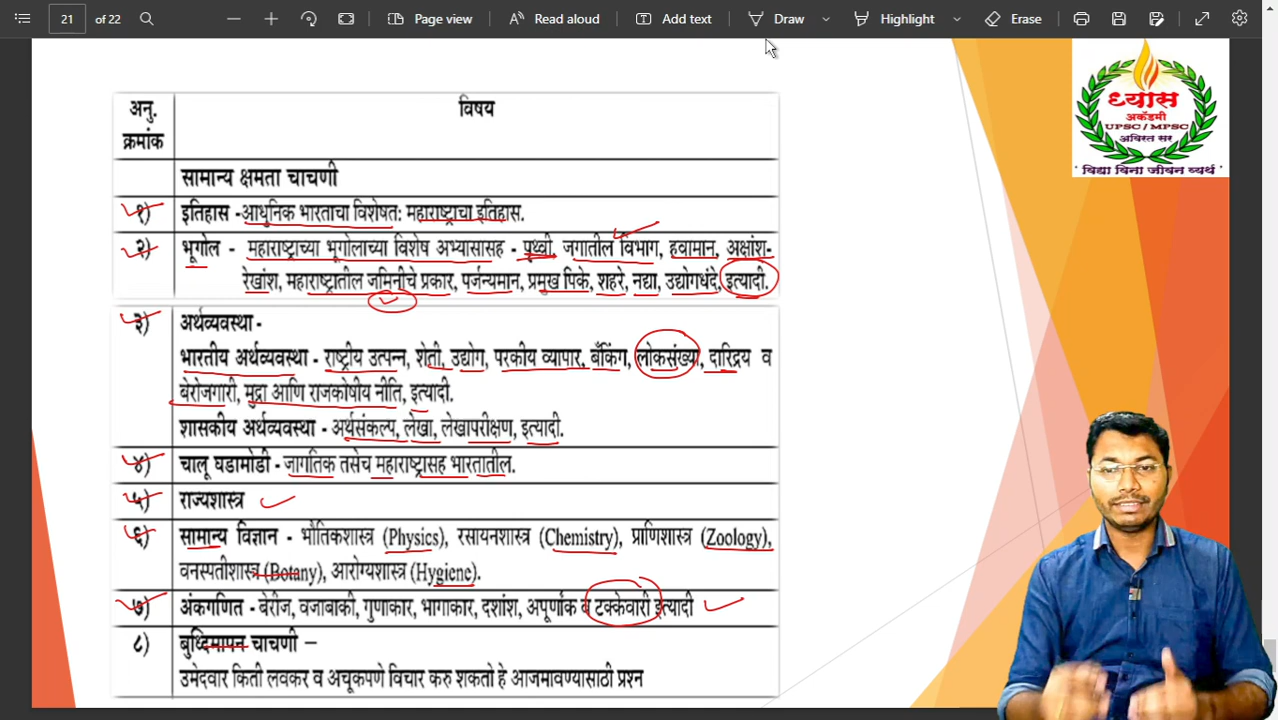 21 of 22 Page view Read aloud Add text Draw Highlight Erase
ध्यास
अकॅडमी
UPSC/MPSC
अविरत सर
' विद्या बिना जीवन व्यर्थ '
अनु. विषय
क्रमांक
सामान्य क्षमता चाचणी
१) इतिहास -आधुनिक भारताचा विशेषत: महाराष्ट्राचा इतिहास.
२) भूगोल - महाराष्ट्राच्या भूगोलाच्या विशेष अभ्यासासह - पृथ्वी, जगातील विभाग, हवामान, अक्षांश-
रेखांश, महाराष्ट्रातील जमिनीचे प्रकार, पर्जन्यमान, प्रमुख पिके, शहरे, नद्या, उद्योगधंदे, इत्यादी.
३) अर्थव्यवस्था -
भारतीय अर्थव्यवस्था - राष्ट्रीय उत्पन्न, शेती, उद्योग, परकीय व्यापार, बँकिंग, लोकसंख्या, दारिद्र्य व
बेरोजगारी, मुद्रा आणि राजकोषीय नीति, इत्यादी.
शासकीय अर्थव्यवस्था - अर्थसंकल्प, लेखा, लेखापरीक्षण, इत्यादी.
४) चालू घडामोडी - जागतिक तसेच महाराष्ट्रासह भारतातील.
५) राज्यशास्त्र
६) सामान्य विज्ञान - भौतिकशास्त्र (Physics), रसायनशास्त्र (Chemistry), प्राणिशास्त्र (Zoology),
वनस्पतीशास्त्र (Botany), आरोग्यशास्त्र (Hygiene).
७) अंकगणित - बेरीज, वजाबाकी, गुणाकार, भागाकार, दशांश, अपूर्णांक व टक्केवारी इत्यादी
८) बुध्दिमापन चाचणी –
उमेदवार किती लवकर व अचूकपणे विचार करु शकतो हे आजमावण्यासाठी प्रश्न